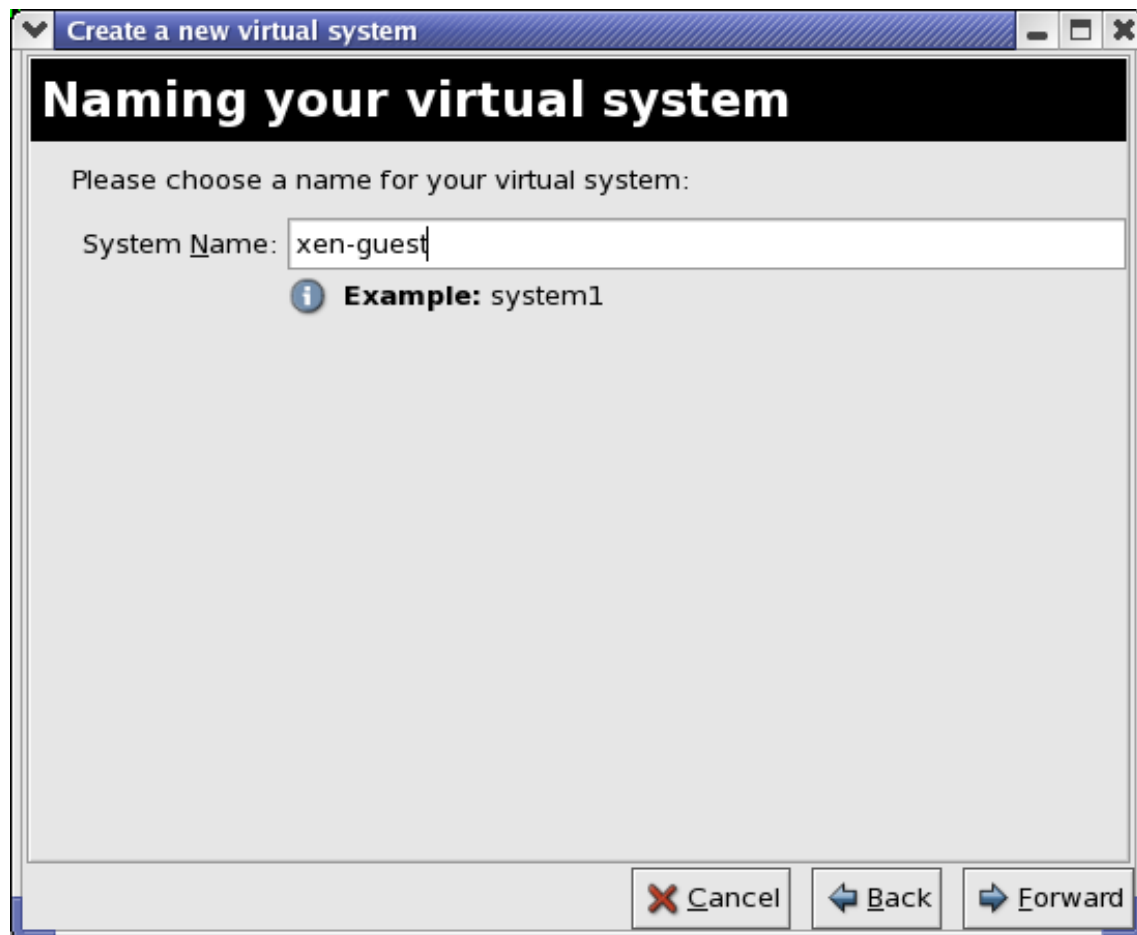 Create a new virtual system
Naming your virtual system
Please choose a name for your virtual system:
System Name: xen-guest
Example: system1
Cancel Back Forward